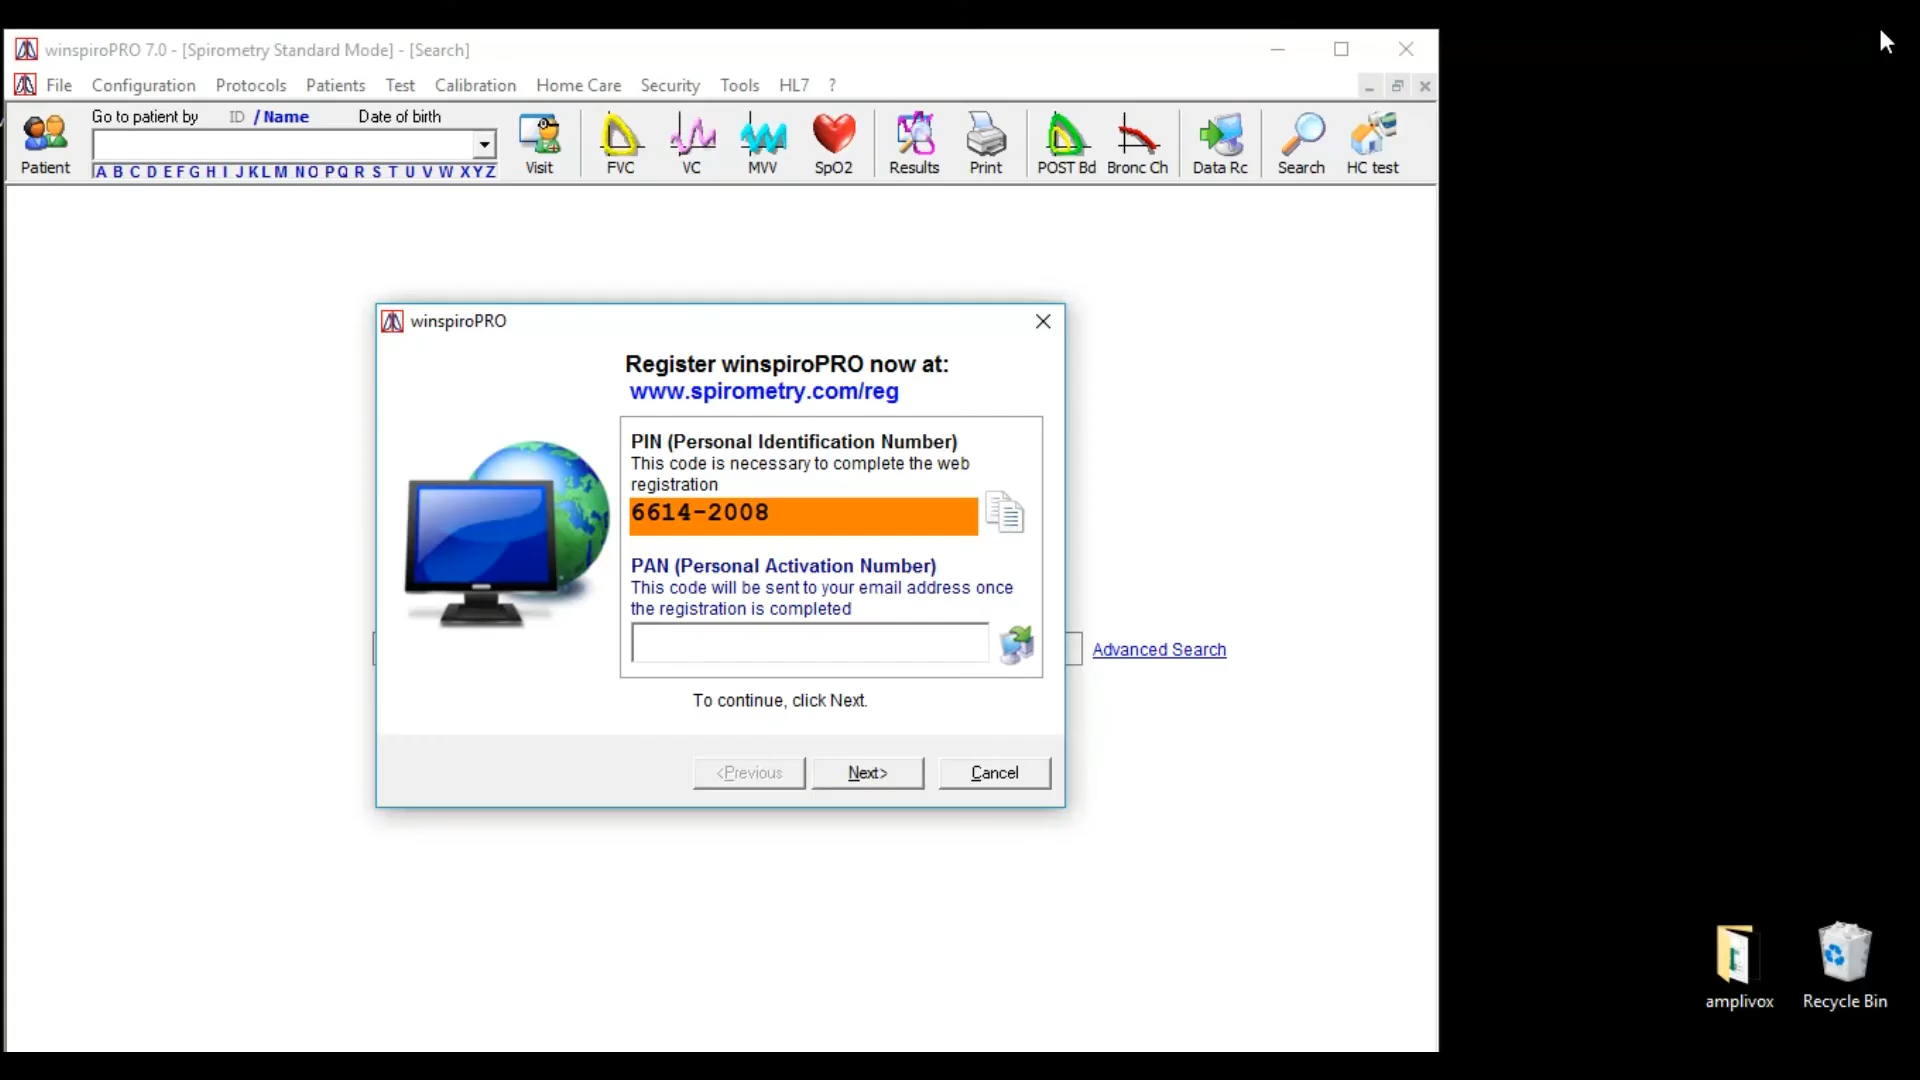 winspiroPRO 7.0 - [Spirometry Standard Mode] - [Search]
File Configuration Protocols Patients Test Calibration Home Care Security Tools HL7 ?
Go to patient by ID / Name Date of birth
A B C D E F G H I J K L M N O P Q R S T U V W X Y Z
Patient Visit FVC VC MVV SpO2 Results Print POST Bd Bronc Ch Data Rc Search HC test
winspiroPRO
Register winspiroPRO now at:
www.spirometry.com/reg
PIN (Personal Identification Number)
This code is necessary to complete the web
registration
6614-2008
PAN (Personal Activation Number)
This code will be sent to your email address once
the registration is completed
Advanced Search
To continue, click Next.
<Previous Next> Cancel
amplivox Recycle Bin